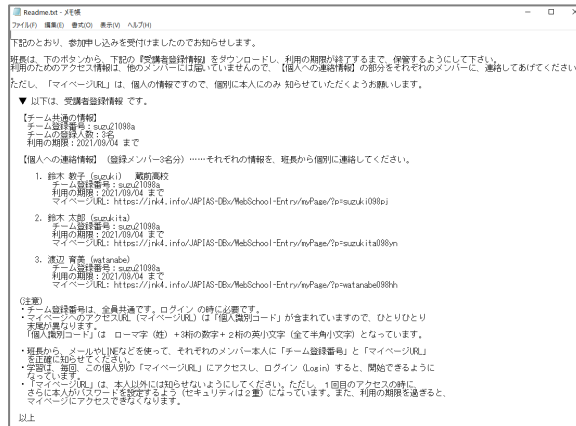 Readme.txt - メモ帳
ファイル(F) 編集(E) 書式(O) 表示(V) ヘルプ(H)
下記のとおり、参加申し込みを受付けましたのでお知らせします。
班長は、下のボタンから、下記の『受講者登録情報』をダウンロードし、利用の期限が終了するまで、保管するようにして下さい。
利用のためのアクセス情報は、他のメンバーには届いていませんので、【個人への連絡情報】の部分をそれぞれのメンバーに、連絡してあげてください
。
ただし、「マイページURL」は、個人の情報ですので、個別に本人にのみ 知らせていただくようお願いします。
▼ 以下は、受講者登録情報 です。
【チーム共通の情報】
チーム登録番号：suzu21098a
チームの登録人数：3名
利用の期限：2021/09/04 まで
【個人への連絡情報】（登録メンバー3名分）……それぞれの情報を、班長から個別に連絡してください。
1. 鈴木 教子 (suzuki) 蔵前高校
チーム登録番号：suzu21098a
利用の期限：2021/09/04 まで
マイページURL: https://jnk4.info/JAPIAS-DBx/WebSchool-Entry/myPage/?p=suzuki098pj
2. 鈴木 太郎 (suzukita)
チーム登録番号：suzu21098a
利用の期限：2021/09/04 まで
マイページURL: https://jnk4.info/JAPIAS-DBx/WebSchool-Entry/myPage/?p=suzukita098yn
3. 渡辺 育美 (watanabe)
チーム登録番号：suzu21098a
利用の期限：2021/09/04 まで
マイページURL: https://jnk4.info/JAPIAS-DBx/WebSchool-Entry/myPage/?p=watanabe098hh
（注意）
・チーム登録番号は、全員共通です。ログイン の時に必要です。
・マイページへのアクセスURL（マイページURL）は「個人識別コード」が含まれていますので、ひとりひとり
末尾が異なります。
「個人識別コード」は ローマ字（姓）+3桁の数字+2桁の英小文字（全て半角小文字）となっています。
・班長から、メールやLINEなどを使って、それぞれのメンバー本人に「チーム登録番号」と「マイページURL」
を正確に知らせてください。
・学習は、毎回、この個人別の「マイページURL」にアクセスし、ログイン（Login）すると、開始できるように
なっています。
・「マイページURL」は、本人以外には知らせないようにしてください。ただし、1回目のアクセスの時に、
さらに本人がパスワードを設定するよう（セキュリティは2重）になっています。また、利用の期限を過ぎると、
マイページにアクセスできなくなります。
以上